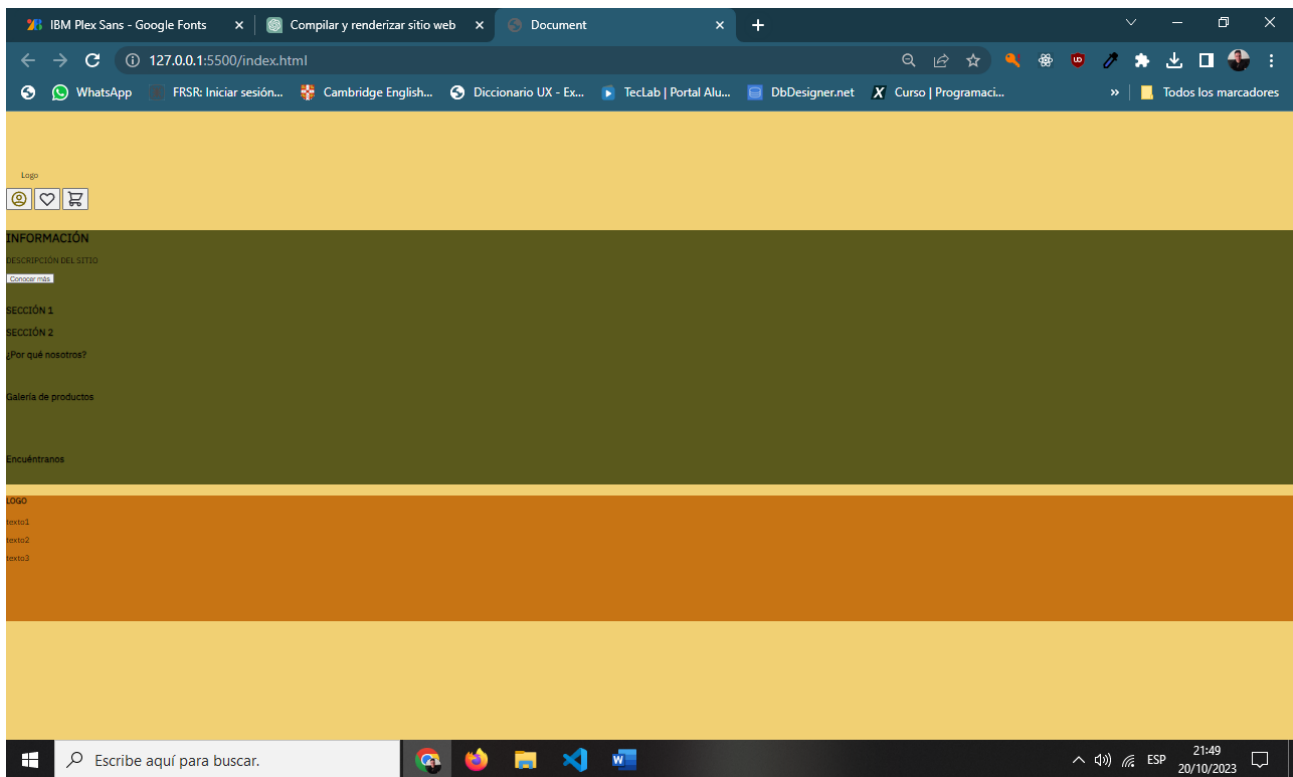 IBM Plex Sans - Google Fonts
Compilar y renderizar sitio web
Document
127.0.0.1:5500/index.html
WhatsApp
FRSR: Iniciar sesión...
Cambridge English...
Diccionario UX - Ex...
TecLab | Portal Alu...
DbDesigner.net
Curso | Programaci...
»
Todos los marcadores
Logo
INFORMACIÓN
DESCRIPCIÓN DEL SITIO
Conocer más
SECCIÓN 1
SECCIÓN 2
¿Por qué nosotros?
Galería de productos
Encuéntranos
LOGO
texto1
texto2
texto3
Escribe aquí para buscar.
ESP
21:49
20/10/2023